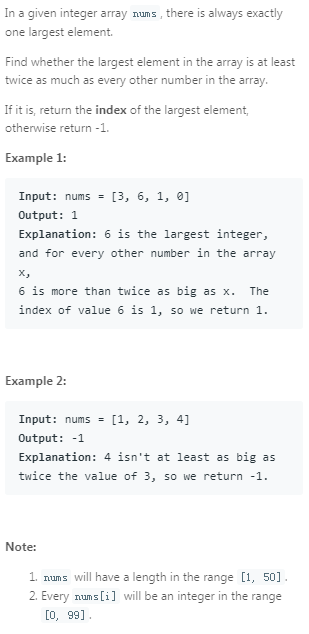 In a given integer array nums , there is always exactly
one largest element.
Find whether the largest element in the array is at least
twice as much as every other number in the array.
If it is, return the index of the largest element,
otherwise return -1.
Example 1:
Input: nums = [3, 6, 1, 0]
Output: 1
Explanation: 6 is the largest integer,
and for every other number in the array
x,
6 is more than twice as big as x.  The
index of value 6 is 1, so we return 1.
Example 2:
Input: nums = [1, 2, 3, 4]
Output: -1
Explanation: 4 isn't at least as big as
twice the value of 3, so we return -1.
Note:
1. nums will have a length in the range [1, 50] .
2. Every nums[i] will be an integer in the range
[0, 99] .